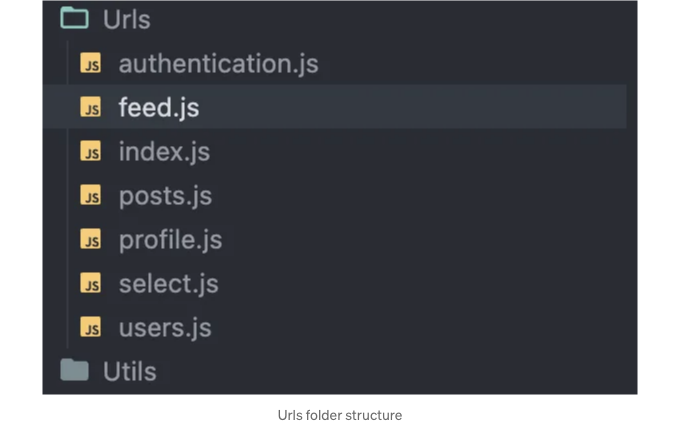 Urls
JS authentication.js
JS feed.js
JS index.js
JS posts.js
JS profile.js
JS select.js
JS users.js
Utils
Urls folder structure